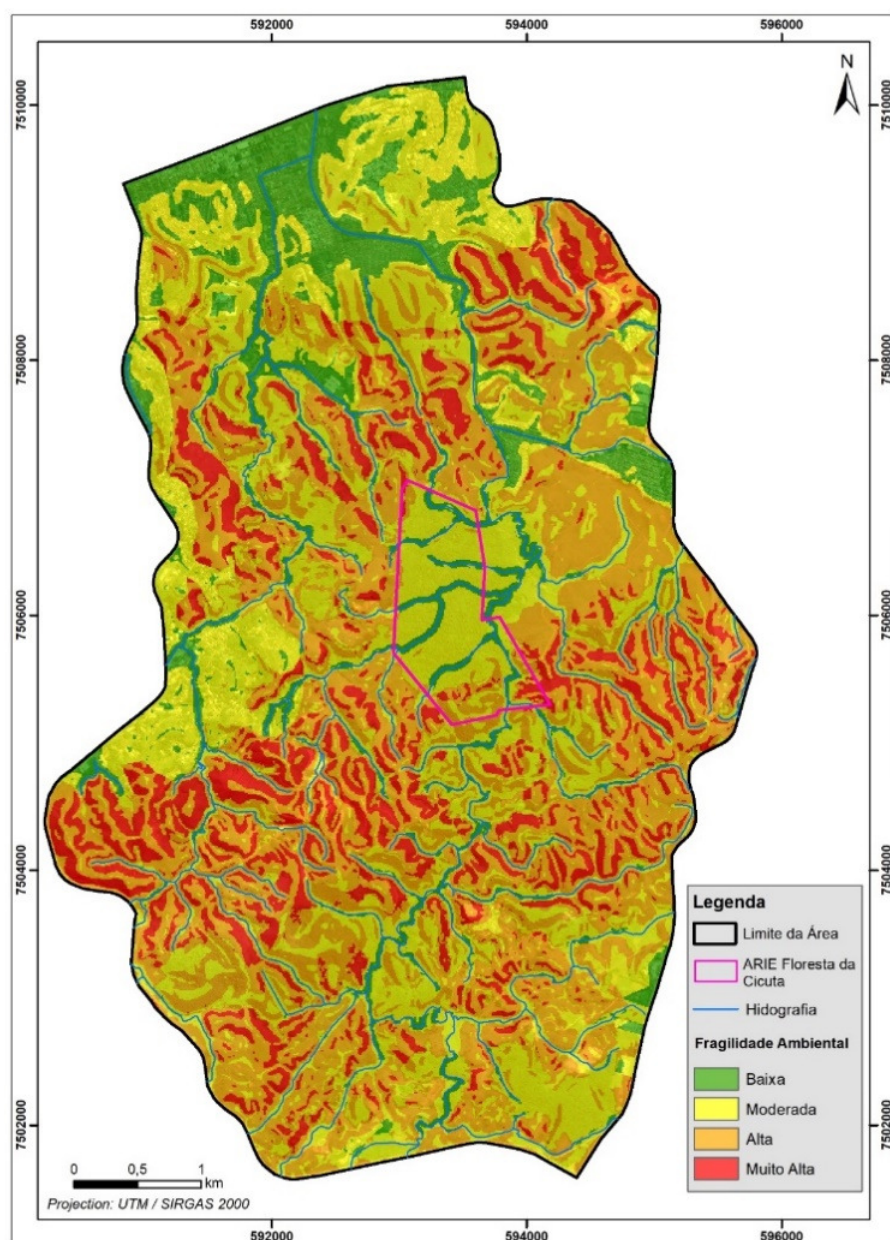 592000 594000 596000
N
7510000 7510000
7508000 7508000
7506000 7506000
7504000 7504000
7502000 7502000
Legenda
Limite da Área
ARIE Floresta da
Cicuta
Hidografia
Fragilidade Ambiental
Baixa
Moderada
Alta
Muito Alta
0 0,5 1
km
Projection: UTM / SIRGAS 2000
592000 594000 596000